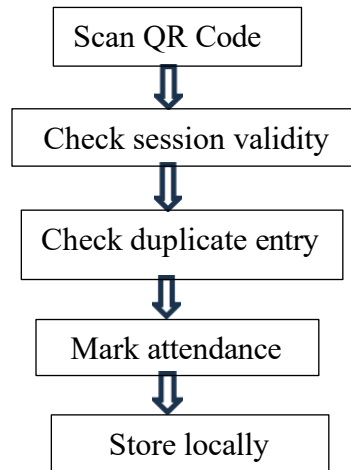 Scan QR Code
Check session validity
Check duplicate entry
Mark attendance
Store locally